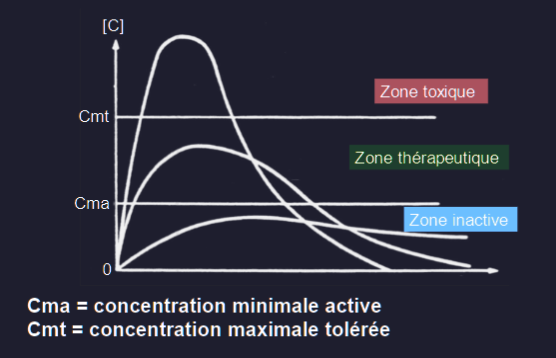 [C]
Zone toxique
Cmt
Zone thérapeutique
Cma
Zone inactive
0
Cma = concentration minimale active
Cmt = concentration maximale tolérée